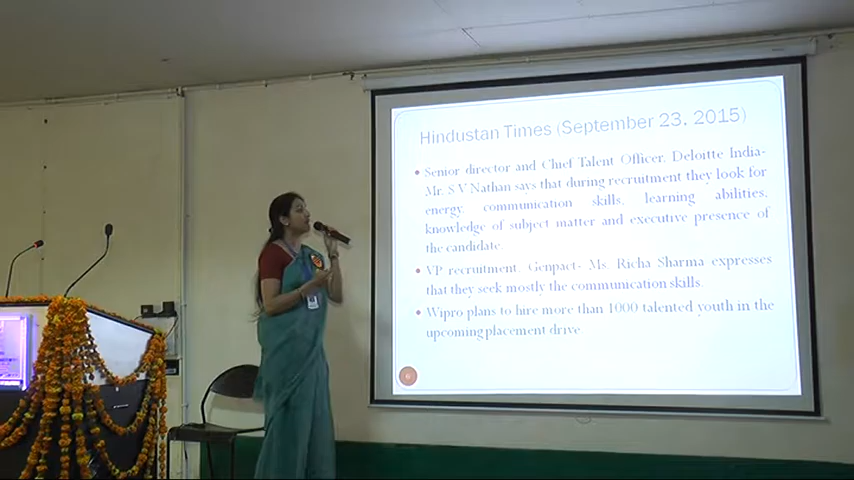 Hindustan Times (September 23, 2015)
Senior director and Chief Talent Officer, Deloitte India-
Mr. S V Nathan says that during recruitment they look for
energy, communication skills, learning abilities,
knowledge of subject matter and executive presence of
the candidate.
VP recruitment, Genpact- Ms. Richa Sharma expresses
that they seek mostly the communication skills.
Wipro plans to hire more than 1000 talented youth in the
upcoming placement drive.